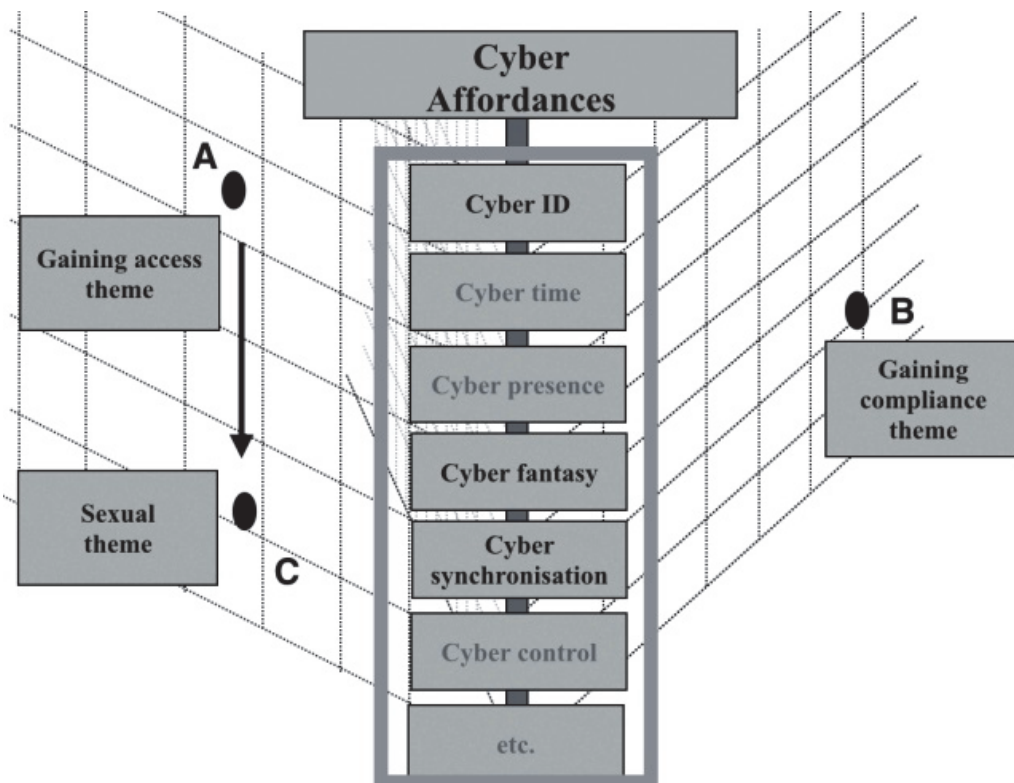 Cyber
Affordances
A
Cyber ID
Gaining access
theme
Cyber time
B
Cyber presence
Gaining
compliance
theme
Cyber fantasy
Sexual
theme
Cyber
synchronisation
C
Cyber control
etc.